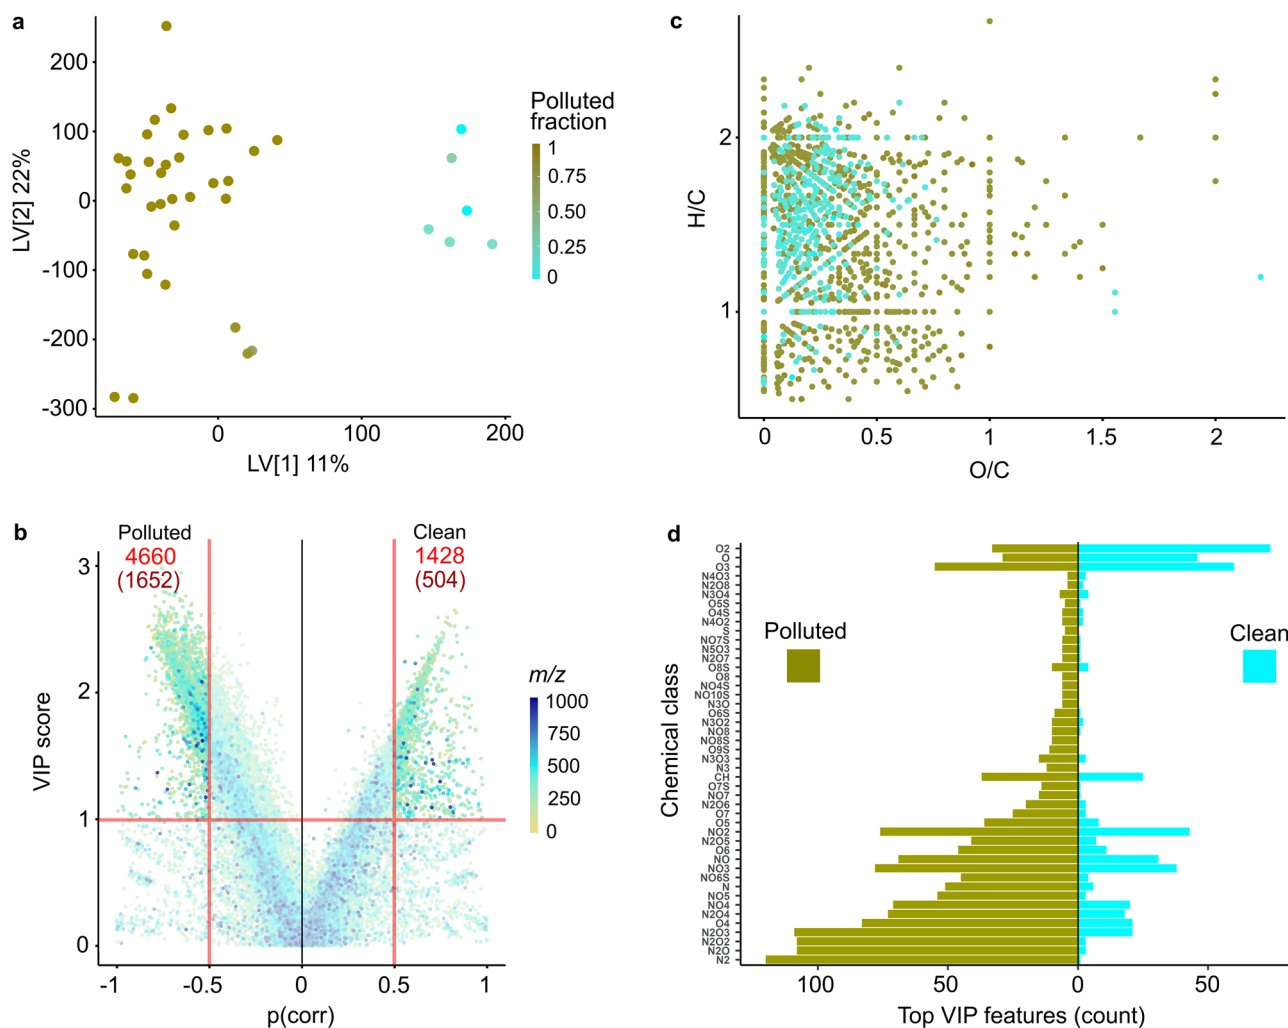 a
200
100
0
-100
-200
-300
LV[2] 22%
0
100
200
LV[1] 11%
Polluted
fraction
1
0.75
0.50
0.25
0
c
2
1
H/C
0
0.5
1
1.5
2
O/C
b
Polluted
4660
(1652)
Clean
1428
(504)
3
2
1
0
VIP score
-1
-0.5
0
0.5
1
p(corr)
m/z
1000
750
500
250
0
d
O2
O
O3
N4O3
N2O8
N3O4
O5S
O4S
N4O2
S
NO7S
N5O3
N2O7
O8S
O8
NO4S
NO10S
N3O
O6S
N3O2
NO8
NO8S
O9S
N3O3
N3
CH
O7S
NO7
N2O6
O7
O5
NO2
N2O5
O6
NO
NO3
NO6S
N
NO5
NO4
N2O4
O4
N2O3
N2O2
N2O
N2
Chemical class
Polluted
Clean
100
50
0
50
Top VIP features (count)